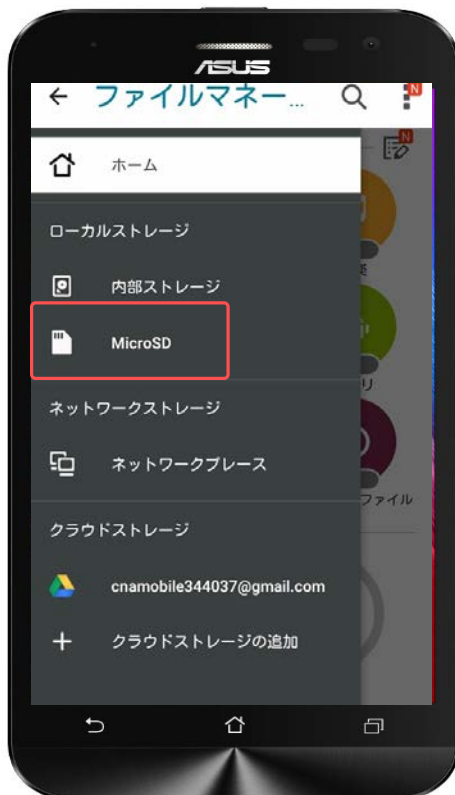 ASUS
ファイルマネー...
N
N
ホーム
ローカルストレージ
内部ストレージ
MicroSD
リ
ネットワークストレージ
ネットワークプレース
ファイル
クラウドストレージ
cnamobile344037@gmail.com
クラウドストレージの追加